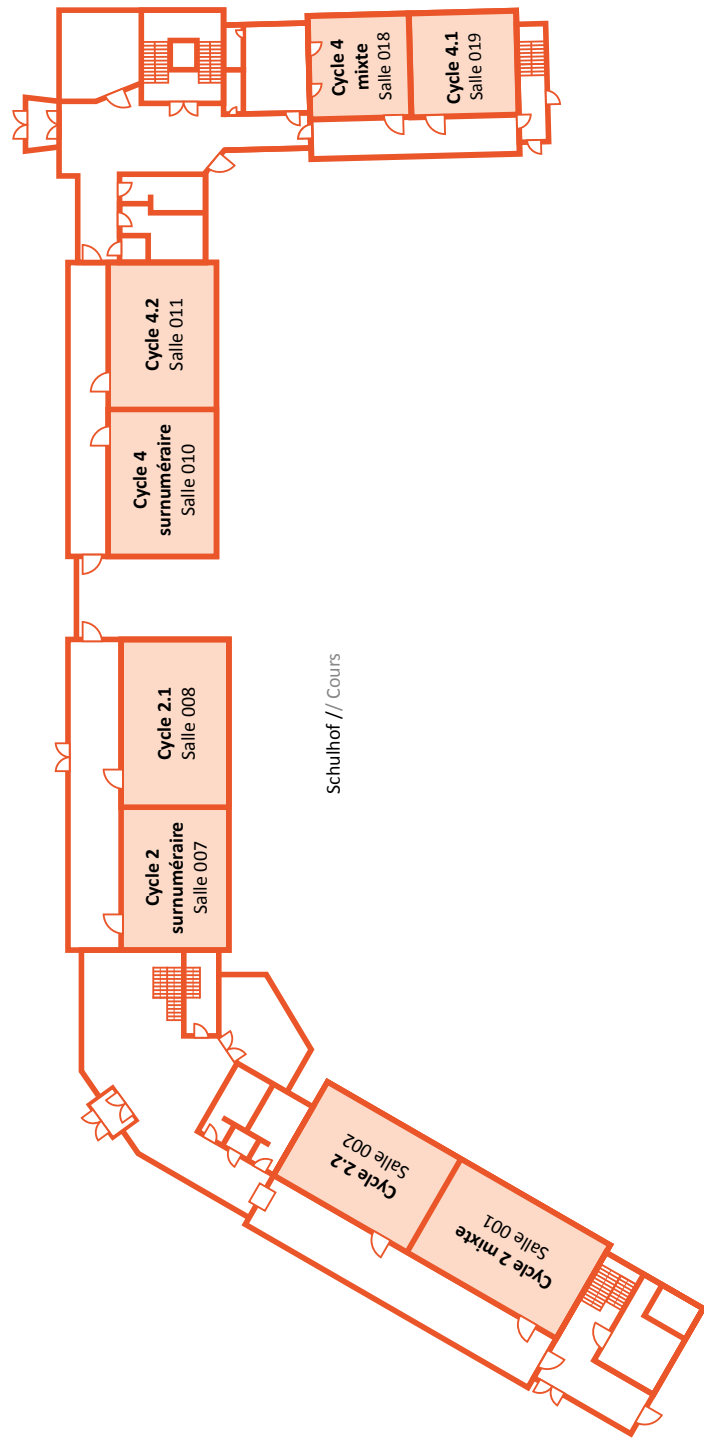 Cycle 4
mixte
Salle 018
Cycle 4.1
Salle 019
Cycle 4.2
Salle 011
Cycle 4
surnuméraire
Salle 010
Cycle 2.1
Salle 008
Cycle 2
surnuméraire
Salle 007
Schulhof // Cours
Cycle 2.2
Salle 002
Cycle 2 mixte
Salle 001